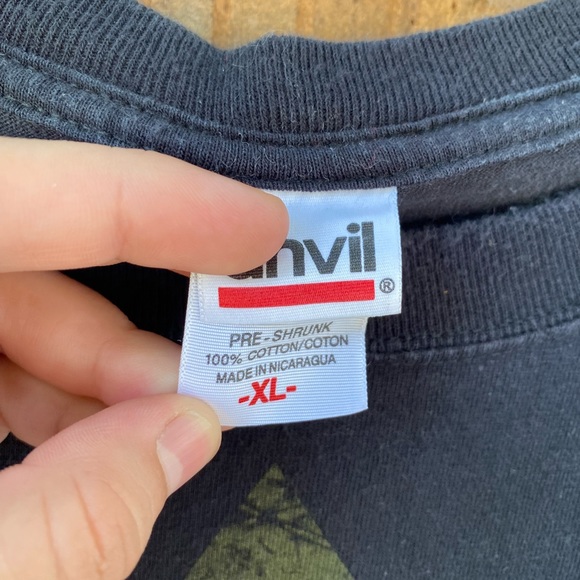 anvil
®
PRE-SHRUNK
100% COTTON/COTON
MADE IN NICARAGUA
-XL-